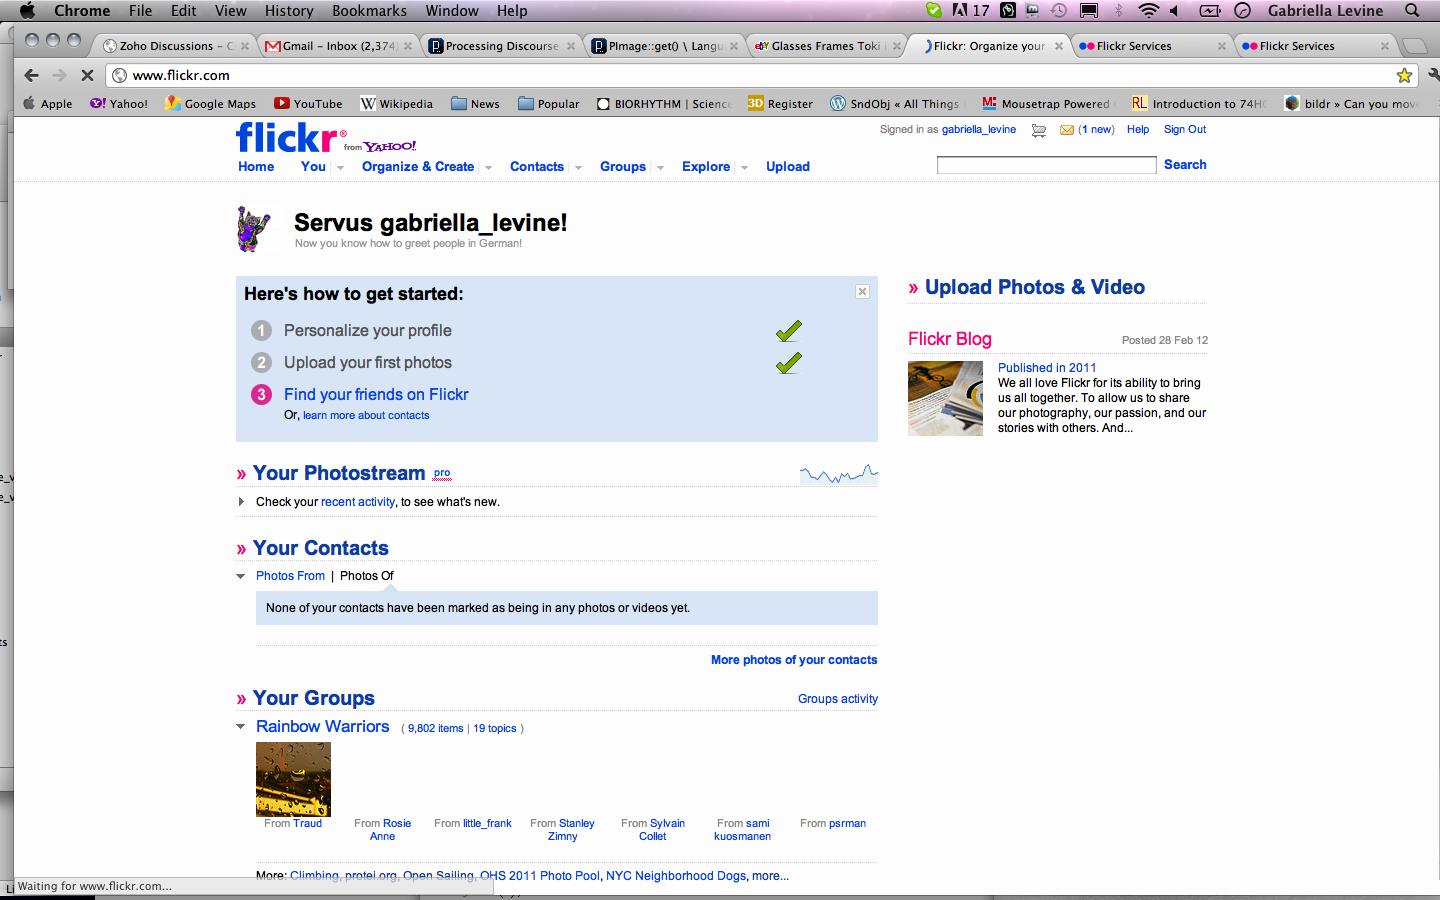 Chrome File Edit View History Bookmarks Window Help 17 Gabriella Levine
Zoho Discussions – C Gmail – Inbox (2,374) Processing Discourse PImage::get() \ Langu EBY Glasses Frames Toki Flickr: Organize your Flickr Services Flickr Services
www.flickr.com
Apple Yahoo! Google Maps YouTube W Wikipedia News Popular BIORHYTHM | Science 3D Register SndObj « All Things M: Mousetrap Powered RL Introduction to 74HC bildr » Can you move
flickr® from YAHOO!
Signed in as gabriella_levine (1 new) Help Sign Out
Home You Organize & Create Contacts Groups Explore Upload Search
Servus gabriella_levine!
Now you know how to greet people in German!
Here's how to get started:
1 Personalize your profile
2 Upload your first photos
3 Find your friends on Flickr
Or, learn more about contacts
» Your Photostream pro
Check your recent activity, to see what's new.
» Your Contacts
Photos From | Photos Of
None of your contacts have been marked as being in any photos or videos yet.
More photos of your contacts
» Your Groups Groups activity
Rainbow Warriors ( 9,802 items | 19 topics )
From Traud From Rosie Anne From little_frank From Stanley Zimny From Sylvain Collet From sami kuosmanen From psrman
More: Climbing, protei.org, Open Sailing, OHS 2011 Photo Pool, NYC Neighborhood Dogs, more...
» Upload Photos & Video
Flickr Blog Posted 28 Feb 12
Published in 2011
We all love Flickr for its ability to bring
us all together. To allow us to share
our photography, our passion, and our
stories with others. And...
Waiting for www.flickr.com...